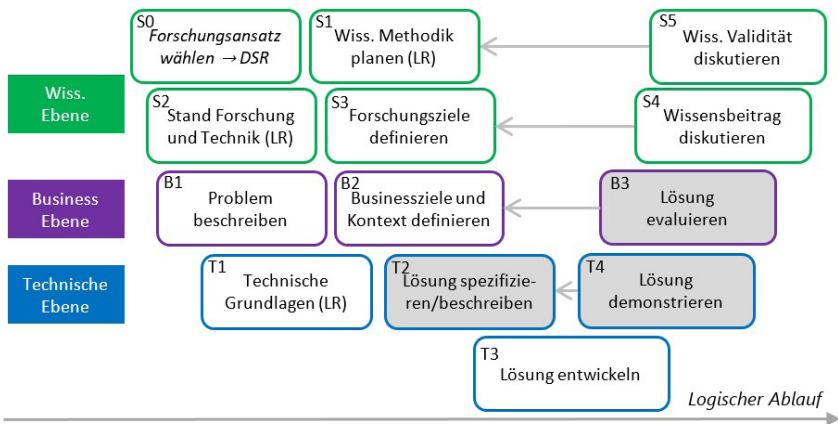 S0
Forschungsansatz
wählen → DSR
S1
Wiss. Methodik
planen (LR)
S5
Wiss. Validität
diskutieren
Wiss.
Ebene
S2
Stand Forschung
und Technik (LR)
S3
Forschungsziele
definieren
S4
Wissensbeitrag
diskutieren
Business
Ebene
B1
Problem
beschreiben
B2
Businessziele und
Kontext definieren
B3
Lösung
evaluieren
Technische
Ebene
T1
Technische
Grundlagen (LR)
T2
Lösung spezifizie-
ren/beschreiben
T4
Lösung
demonstrieren
T3
Lösung entwickeln
Logischer Ablauf